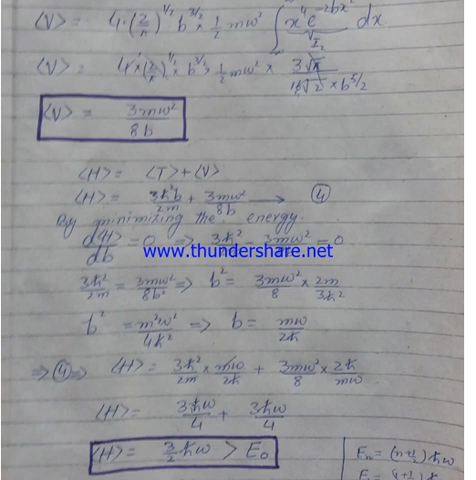 ⟨V⟩ = 4·(2/π)^1/2 b^3/2 × 1/2 mω² ∫ x⁴ e^-2bx² dx
I₂
⟨V⟩ = 4 × (2/π)^1/2 × b^3/2 × 1/2 mω² × 3√π / 16√2 × b^5/2
⟨V⟩ = 3mω²/8b
⟨H⟩ = ⟨T⟩ + ⟨V⟩
⟨H⟩ = 3ℏ²b/2m + 3mω²/8b → ④
By minimizing the energy.
d⟨H⟩/db = 0 ⇒ 3ℏ² - 3mω² = 0
www.thundershare.net
3ℏ²/2m = 3mω²/8b² ⇒ b² = 3mω²/8 × 2m/3ℏ²
b² = m²ω²/4ℏ² ⇒ b = mω/2ℏ
⇒ ④ ⇒ ⟨H⟩ = 3ℏ²/2m × mω/2ℏ + 3mω²/8 × 2ℏ/mω
⟨H⟩ = 3ℏω/4 + 3ℏω/4
⟨H⟩ = 3/2 ℏω > E₀
Eₙ = (n+1/2) ℏω